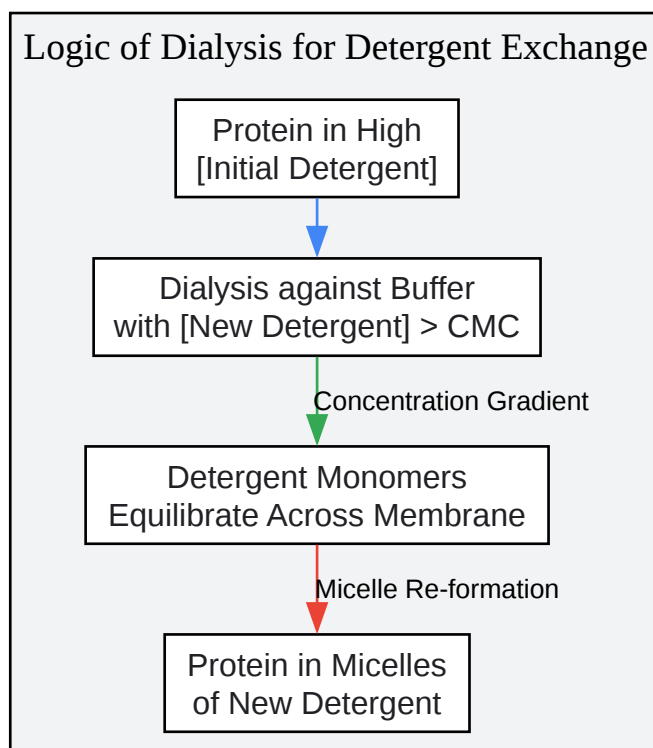 Logic of Dialysis for Detergent Exchange
Protein in High
[Initial Detergent]
Dialysis against Buffer
with [New Detergent] > CMC
Concentration Gradient
Detergent Monomers
Equilibrate Across Membrane
Micelle Re-formation
Protein in Micelles
of New Detergent